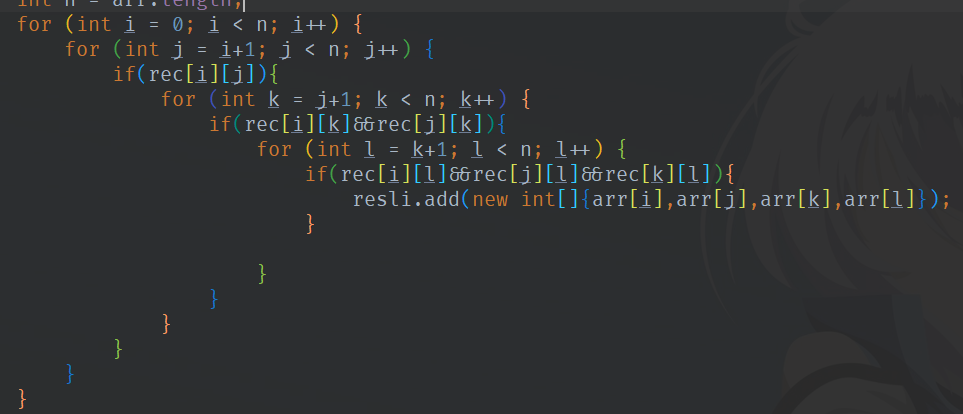 int n = arr.length;
for (int i = 0; i < n; i++) {
for (int j = i+1; j < n; j++) {
if(rec[i][j]){
for (int k = j+1; k < n; k++) {
if(rec[i][k]&&rec[j][k]){
for (int l = k+1; l < n; l++) {
if(rec[i][l]&&rec[j][l]&&rec[k][l]){
resli.add(new int[]{arr[i],arr[j],arr[k],arr[l]});
}
}
}
}
}
}
}